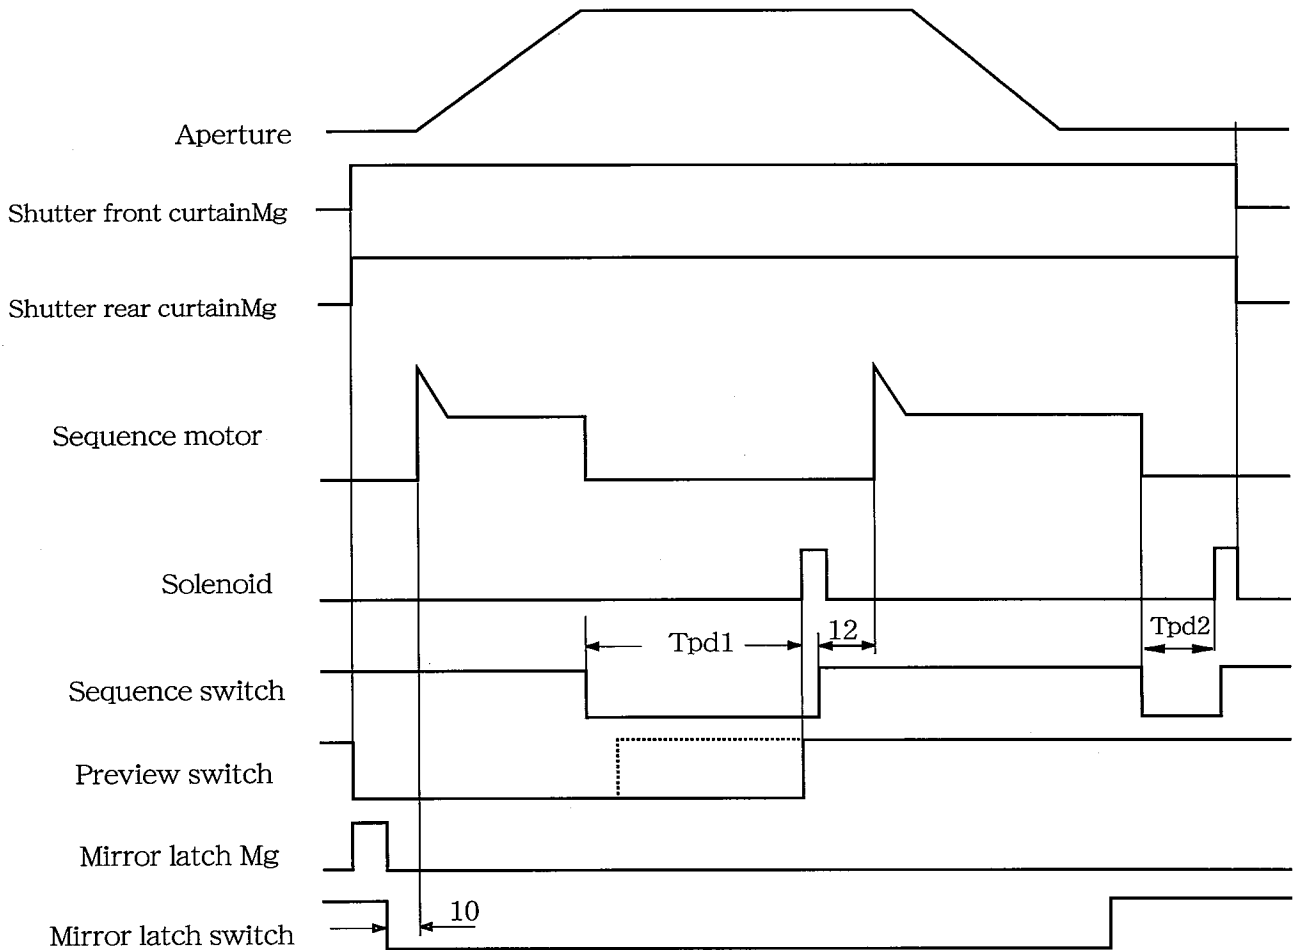 Aperture
Shutter front curtainMg
Shutter rear curtainMg
Sequence motor
Solenoid
Tpd1
12
Tpd2
Sequence switch
Preview switch
Mirror latch Mg
10
Mirror latch switch